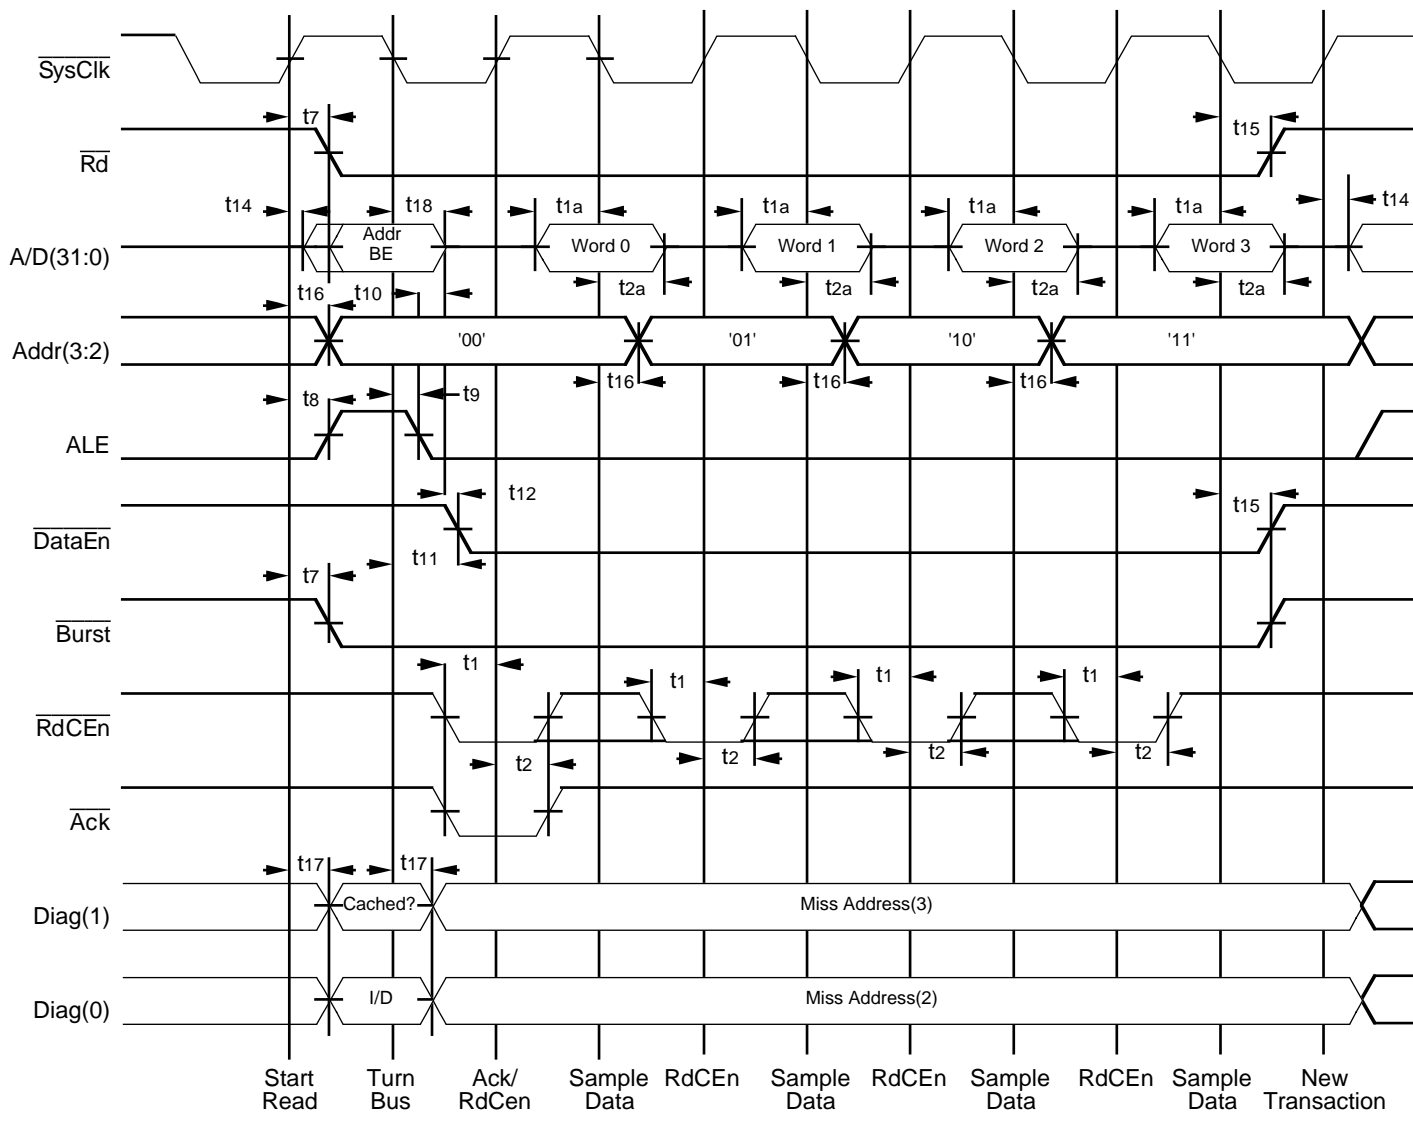 SysClk
t7
t15
Rd
t14
t18
t1a
t1a
t1a
t1a
t14
A/D(31:0)
Addr
BE
Word 0
Word 1
Word 2
Word 3
t16
t10
t2a
t2a
t2a
t2a
Addr(3:2)
'00'
'01'
'10'
'11'
t16
t16
t16
t8
t9
ALE
t12
t15
DataEn
t11
t7
Burst
t1
t1
t1
t1
RdCEn
t2
t2
t2
t2
Ack
t17
t17
Diag(1)
Cached?
Miss Address(3)
Diag(0)
I/D
Miss Address(2)
Start
Read
Turn
Bus
Ack/
RdCen
Sample
Data
RdCEn
Sample
Data
RdCEn
Sample
Data
RdCEn
Sample
Data
New
Transaction